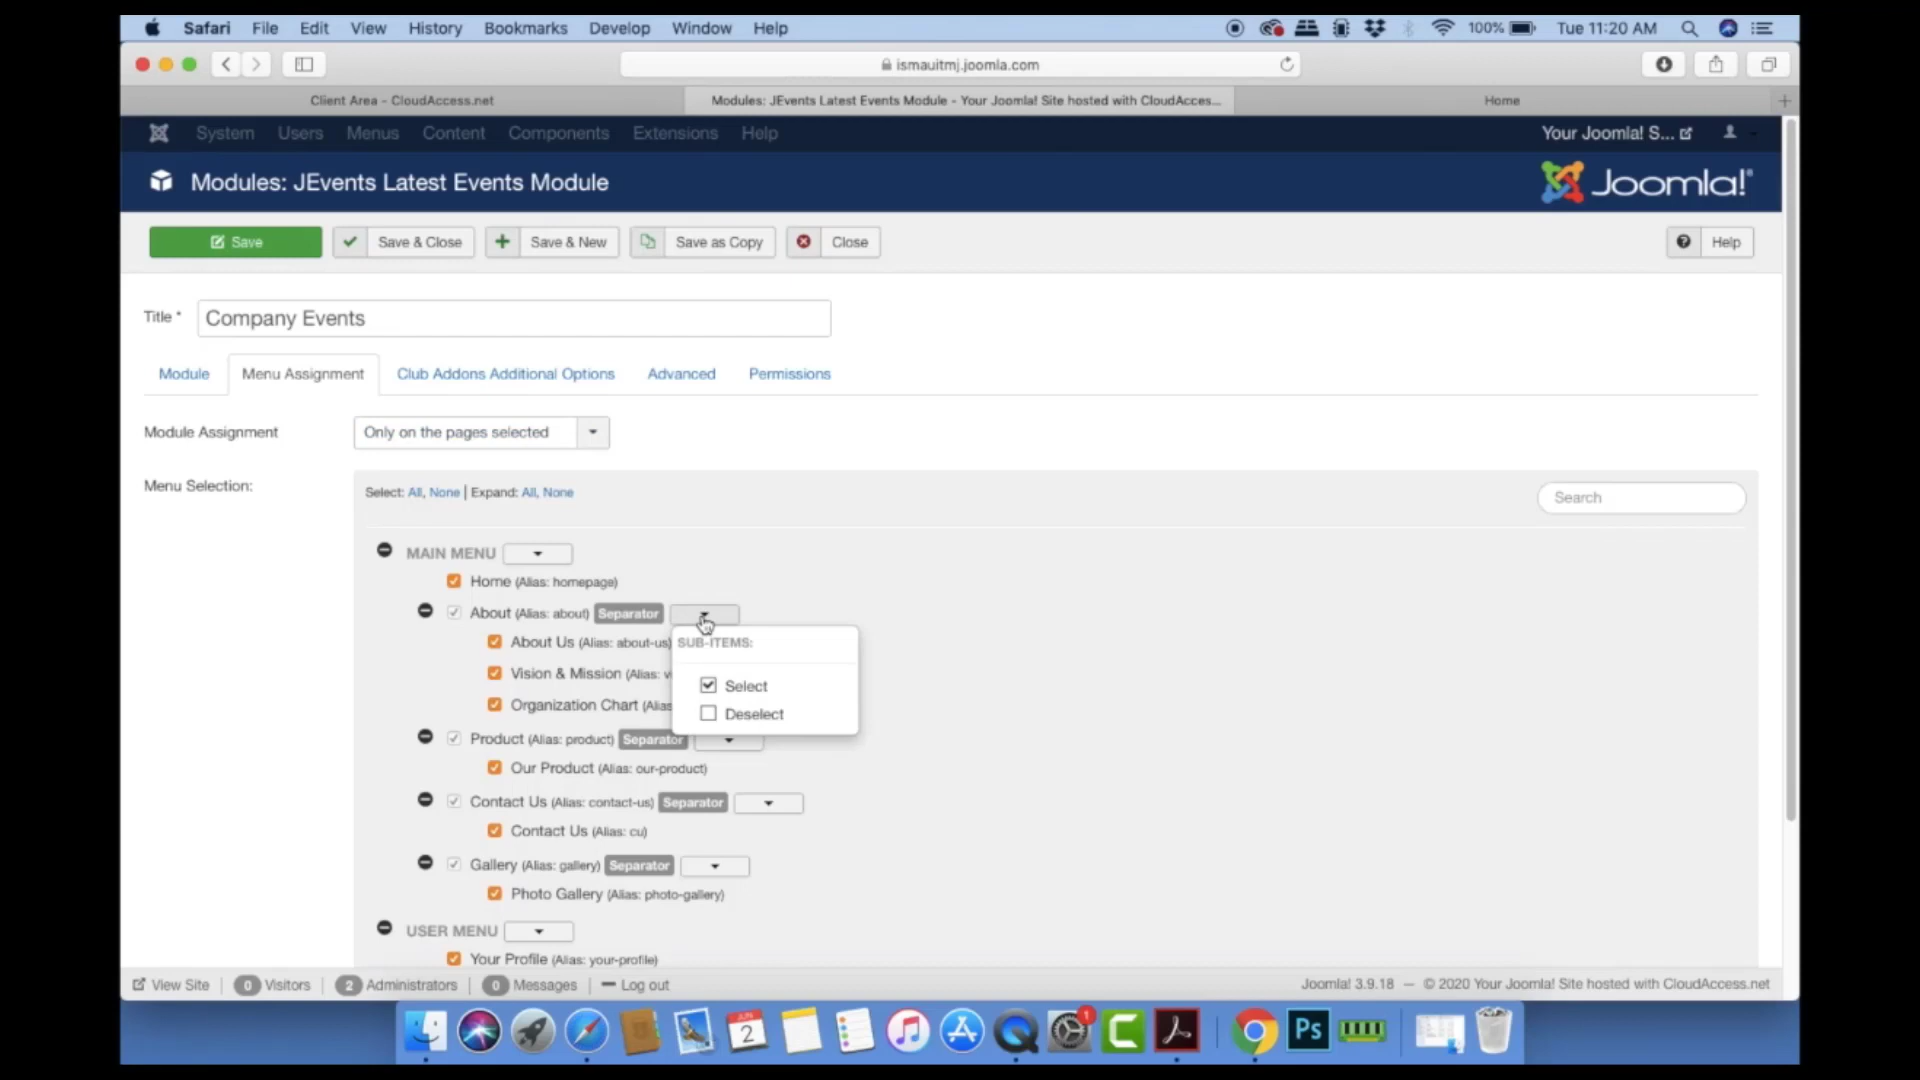 Safari File Edit View History Bookmarks Develop Window Help 100% Tue 11:20 AM
ismauitmj.joomla.com
Client Area - CloudAccess.net Modules: JEvents Latest Events Module - Your Joomla! Site hosted with CloudAcces... Home
System Users Menus Content Components Extensions Help Your Joomla! S...
Modules: JEvents Latest Events Module Joomla!®
Save Save & Close Save & New Save as Copy Close Help
Title * Company Events
Module Menu Assignment Club Addons Additional Options Advanced Permissions
Module Assignment Only on the pages selected
Menu Selection:
Select: All, None | Expand: All, None Search
MAIN MENU
Home (Alias: homepage)
About (Alias: about) Separator
About Us (Alias: about-us) SUB-ITEMS:
Vision & Mission (Alias: v
Select
Organization Chart (Alias
Deselect
Product (Alias: product) Separator
Our Product (Alias: our-product)
Contact Us (Alias: contact-us) Separator
Contact Us (Alias: cu)
Gallery (Alias: gallery) Separator
Photo Gallery (Alias: photo-gallery)
USER MENU
Your Profile (Alias: your-profile)
View Site 0 Visitors 2 Administrators 0 Messages Log out Joomla! 3.9.18 — © 2020 Your Joomla! Site hosted with CloudAccess.net
JUN
2
1
Ps